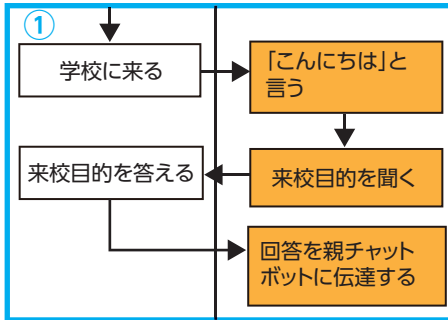 ①
学校に来る
「こんにちは」と
言う
来校目的を聞く
来校目的を答える
回答を親チャット
ボットに伝達する